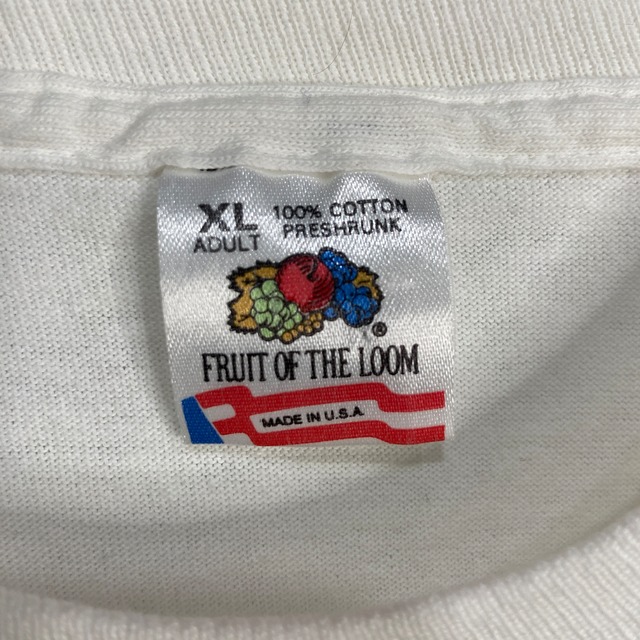 XL 100% COTTON
ADULT PRESHRUNK
®
FRUIT OF THE LOOM
MADE IN U.S.A.